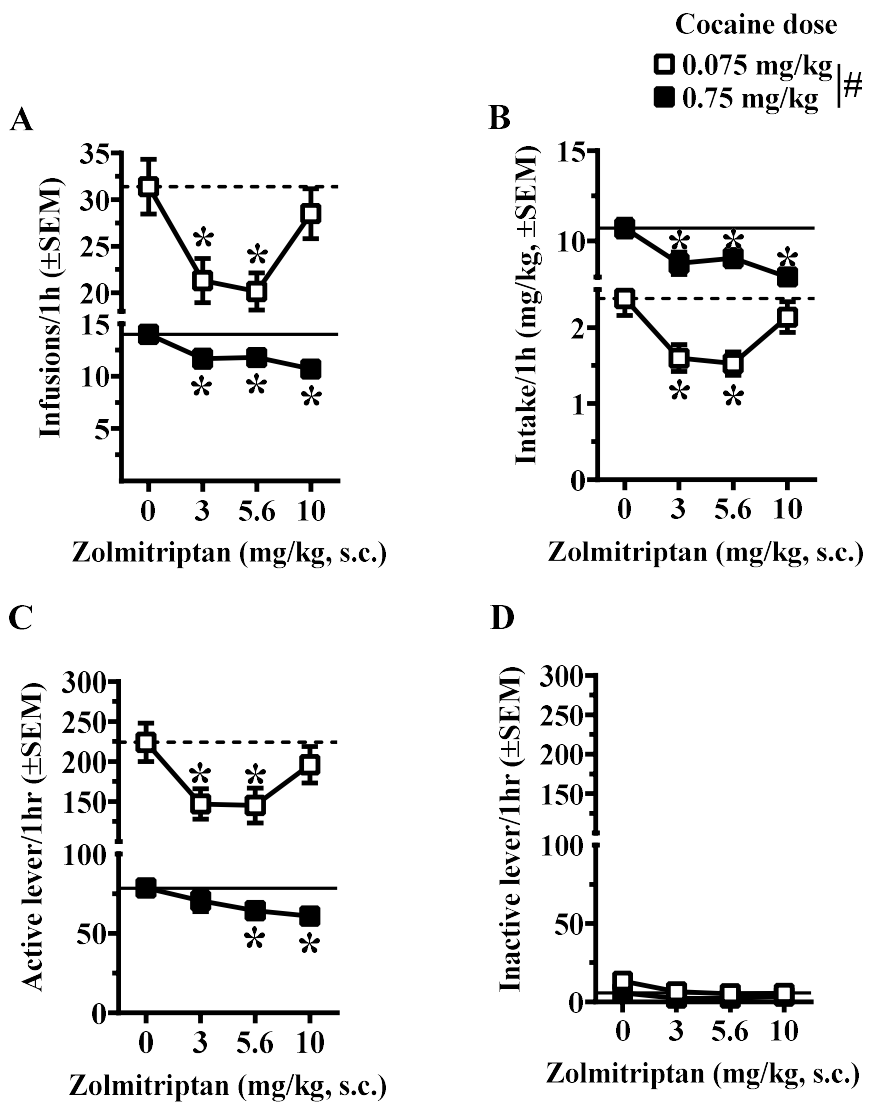 Cocaine dose
0.075 mg/kg
0.75 mg/kg
#
A
B
Infusions/1h (±SEM)
35
30
25
20
15
10
5
* *
* * *
0 3 5.6 10
Zolmitriptan (mg/kg, s.c.)
Intake/1h (mg/kg, ±SEM)
15
10
2
1
0
* * *
* *
0 3 5.6 10
Zolmitriptan (mg/kg, s.c.)
C
D
Active lever/1hr (±SEM)
300
250
200
150
100
50
0
* *
* *
0 3 5.6 10
Zolmitriptan (mg/kg, s.c.)
Inactive lever/1hr (±SEM)
300
250
200
150
100
50
0
0 3 5.6 10
Zolmitriptan (mg/kg, s.c.)